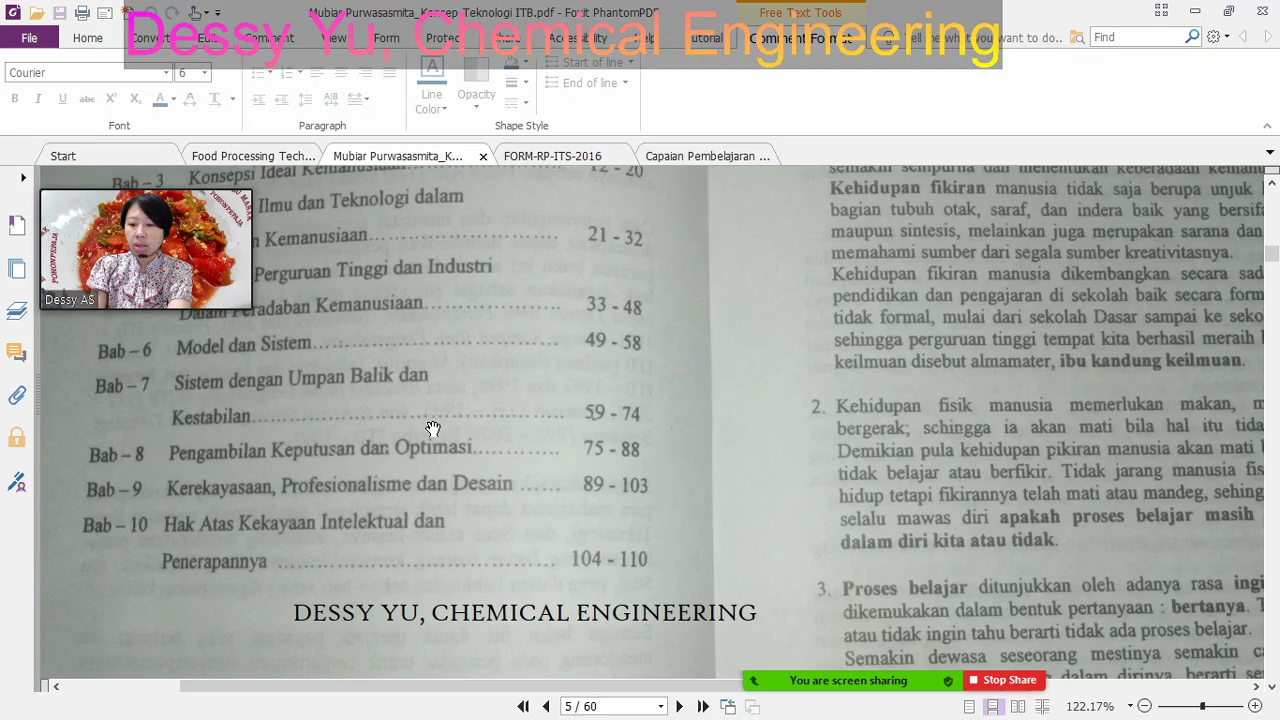 Mubiar Purwasasmita_Konsep Teknologi ITB.pdf - Foxit PhantomPDF
Free Text Tools
Dessy Yu, Chemical Engineering
File Home Comment View Form Protect Share Accessibility Help Tutorial Comment Format Tell me what you want to do.. Find
Courier 6
Start of line
Line Color
Opacity
End of line
Font Paragraph Shape Style
Start Food Processing Tech... Mubiar Purwasasmita_K... FORM-RP-ITS-2016 Capaian Pembelajaran ...
Bab – 3 Konsepsi Ideal Kemanusiaan 12 - 20
Ilmu dan Teknologi dalam
Kemanusiaan 21 - 32
Perguruan Tinggi dan Industri
Dalam Peradaban Kemanusiaan 33 - 48
Bab – 6 Model dan Sistem 49 - 58
Bab – 7 Sistem dengan Umpan Balik dan
Kestabilan 59 - 74
Bab – 8 Pengambilan Keputusan dan Optimasi 75 - 88
Bab – 9 Kerekayasaan, Profesionalisme dan Desain 89 - 103
Bab – 10 Hak Atas Kekayaan Intelektual dan
Penerapannya 104 - 110
DESSY YU, CHEMICAL ENGINEERING
Dessy AS
semakin sempurna dan menentukan keberadaan
Kehidupan fikiran manusia tidak saja berupa unjuk
bagian tubuh otak, saraf, dan indera baik yang
maupun sintesis, melainkan juga merupakan sarana dan
memahami sumber dari segala sumber kreativitasnya.
Kehidupan fikiran manusia dikembangkan secara
pendidikan dan pengajaran di sekolah baik secara
tidak formal, mulai dari sekolah Dasar sampai ke
sehingga perguruan tinggi tempat kita berhasil meraih
keilmuan disebut almamater, ibu kandung keilmuan.
2. Kehidupan fisik manusia memerlukan makan,
bergerak; schingga ia akan mati bila hal itu
Demikian pula kehidupan pikiran manusia akan mati
tidak belajar atau berfikir. Tidak jarang manusia
hidup tetapi fikirannya telah mati atau mandeg,
selalu mawas diri apakah proses belajar masih
dalam diri kita atau tidak.
3. Proses belajar ditunjukkan oleh adanya rasa
dikemukakan dalam bentuk pertanyaan : bertanya.
atau tidak ingin tahu berarti tidak ada proses belajar.
Semakin dewasa seseorang mestinya semakin
dalam dirinya, berarti
You are screen sharing Stop Share
5 / 60
122.17%